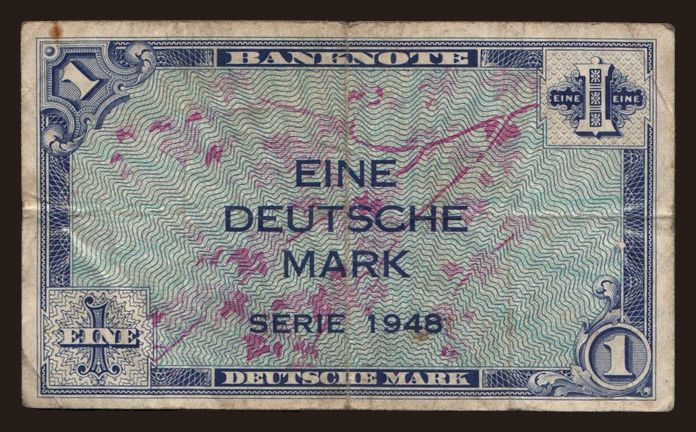 1
BANKNOTE
EINE 1 EINE
EINE
DEUTSCHE
MARK
SERIE 1948
EINE
1
DEUTSCHE MARK
1